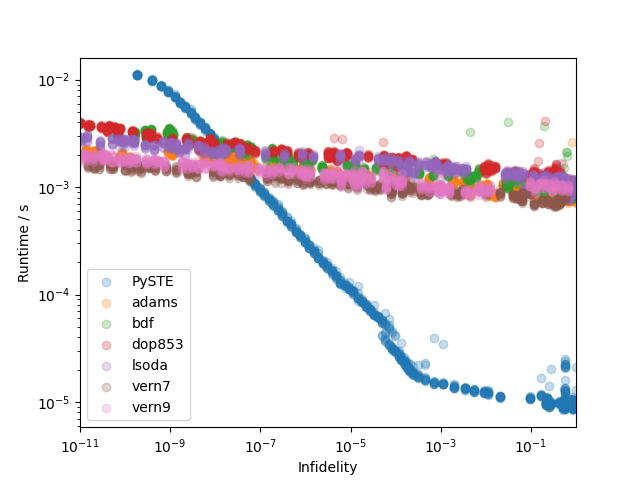 Runtime / s
10⁻²
10⁻³
10⁻⁴
10⁻⁵
PySTE
adams
bdf
dop853
lsoda
vern7
vern9
10⁻¹¹ 10⁻⁹ 10⁻⁷ 10⁻⁵ 10⁻³ 10⁻¹
Infidelity